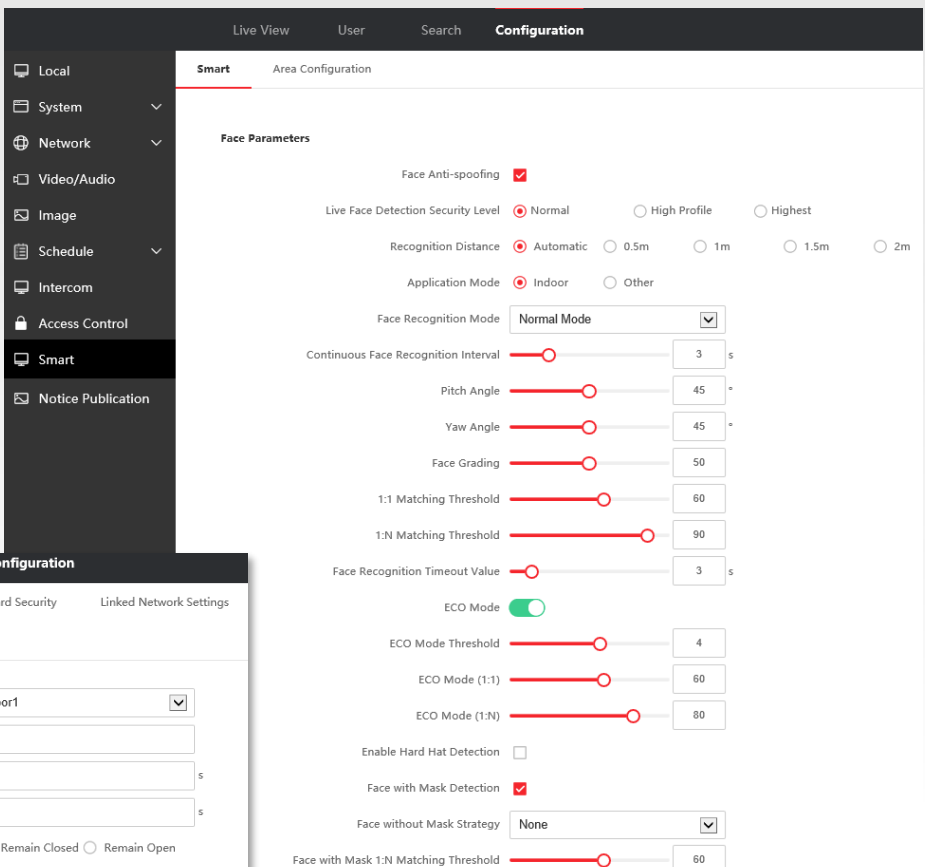 Live View User Search Configuration
Local
System
Network
Video/Audio
Image
Schedule
Intercom
Access Control
Smart
Notice Publication
Smart Area Configuration
Face Parameters
Face Anti-spoofing
Live Face Detection Security Level Normal High Profile Highest
Recognition Distance Automatic 0.5m 1m 1.5m 2m
Application Mode Indoor Other
Face Recognition Mode Normal Mode
Continuous Face Recognition Interval 3 s
Pitch Angle 45 °
Yaw Angle 45 °
Face Grading 50
1:1 Matching Threshold 60
1:N Matching Threshold 90
Face Recognition Timeout Value 3 s
ECO Mode
ECO Mode Threshold 4
ECO Mode (1:1) 60
ECO Mode (1:N) 80
Enable Hard Hat Detection
Face with Mask Detection
Face without Mask Strategy None
Face with Mask 1:N Matching Threshold 60
nfiguration
rd Security Linked Network Settings
or1
s
s
Remain Closed Remain Open